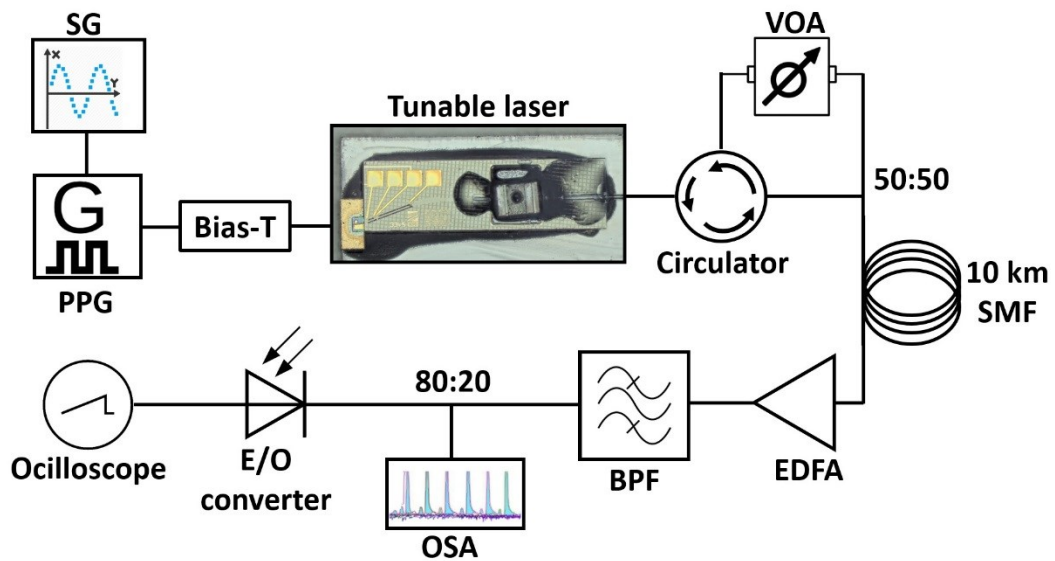 SG
VOA
X
Y
Tunable laser
50:50
G
Bias-T
PPG
Circulator
10 km
SMF
80:20
Ocilloscope
E/O
converter
BPF
EDFA
OSA